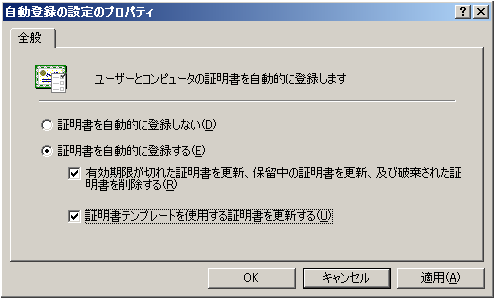 自動登録の設定のプロパティ
全般
ユーザーとコンピュータの証明書を自動的に登録します
証明書を自動的に登録しない(D)
証明書を自動的に登録する(E)
有効期限が切れた証明書を更新、保留中の証明書を更新、及び破棄された証
明書を削除する(R)
証明書テンプレートを使用する証明書を更新する(U)
OK
キャンセル
適用(A)